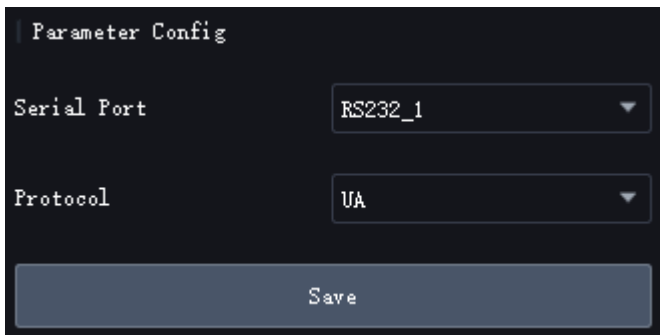 Parameter Config
Serial Port
RS232_1
Protocol
UA
Save